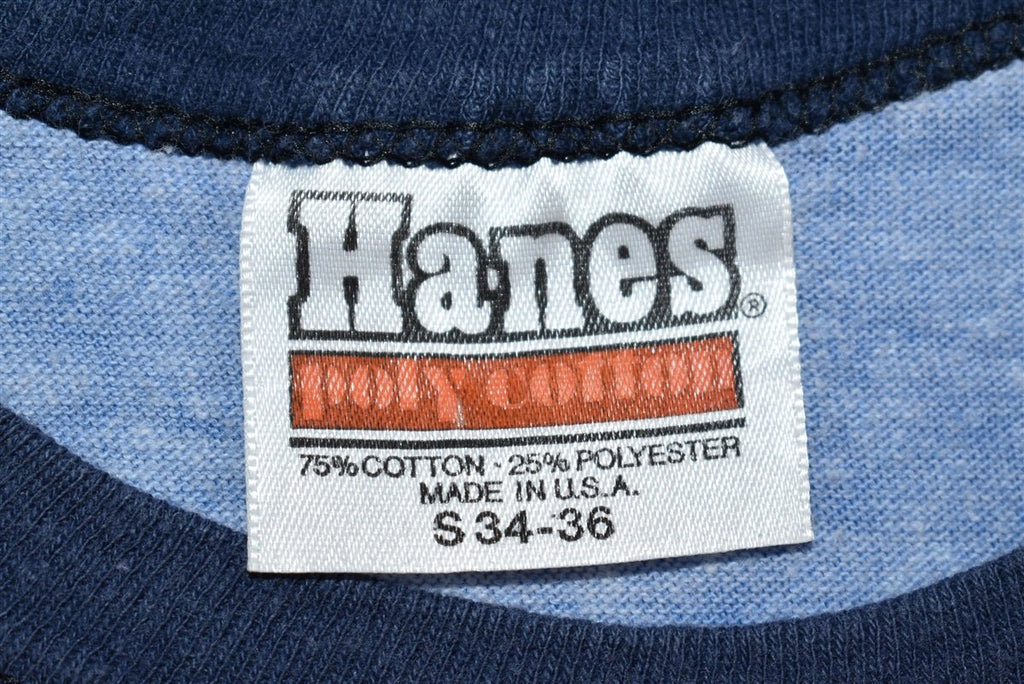 Hanes®
poly cotton
75% COTTON · 25% POLYESTER
MADE IN U.S.A.
S 34-36